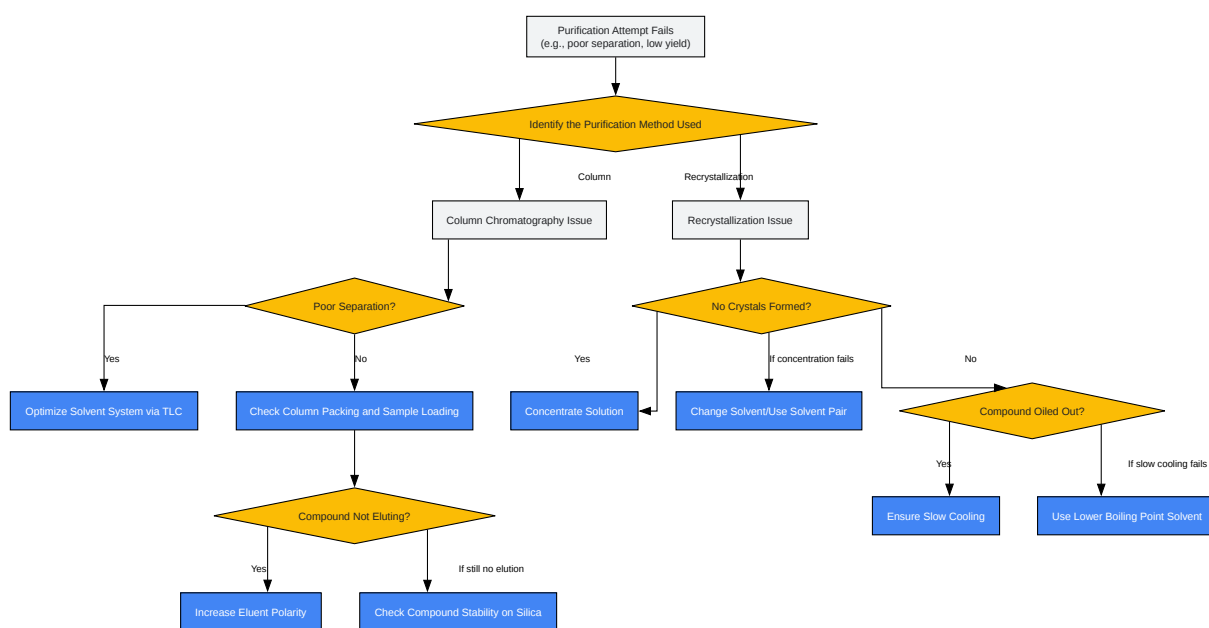 Purification Attempt Fails
(e.g., poor separation, low yield)
Identify the Purification Method Used
Column
Recrystallization
Column Chromatography Issue
Recrystallization Issue
Poor Separation?
No Crystals Formed?
Yes
No
Yes
If concentration fails
No
Optimize Solvent System via TLC
Check Column Packing and Sample Loading
Concentrate Solution
Change Solvent/Use Solvent Pair
Compound Oiled Out?
Yes
If slow cooling fails
Compound Not Eluting?
Ensure Slow Cooling
Use Lower Boiling Point Solvent
Yes
If still no elution
Increase Eluent Polarity
Check Compound Stability on Silica